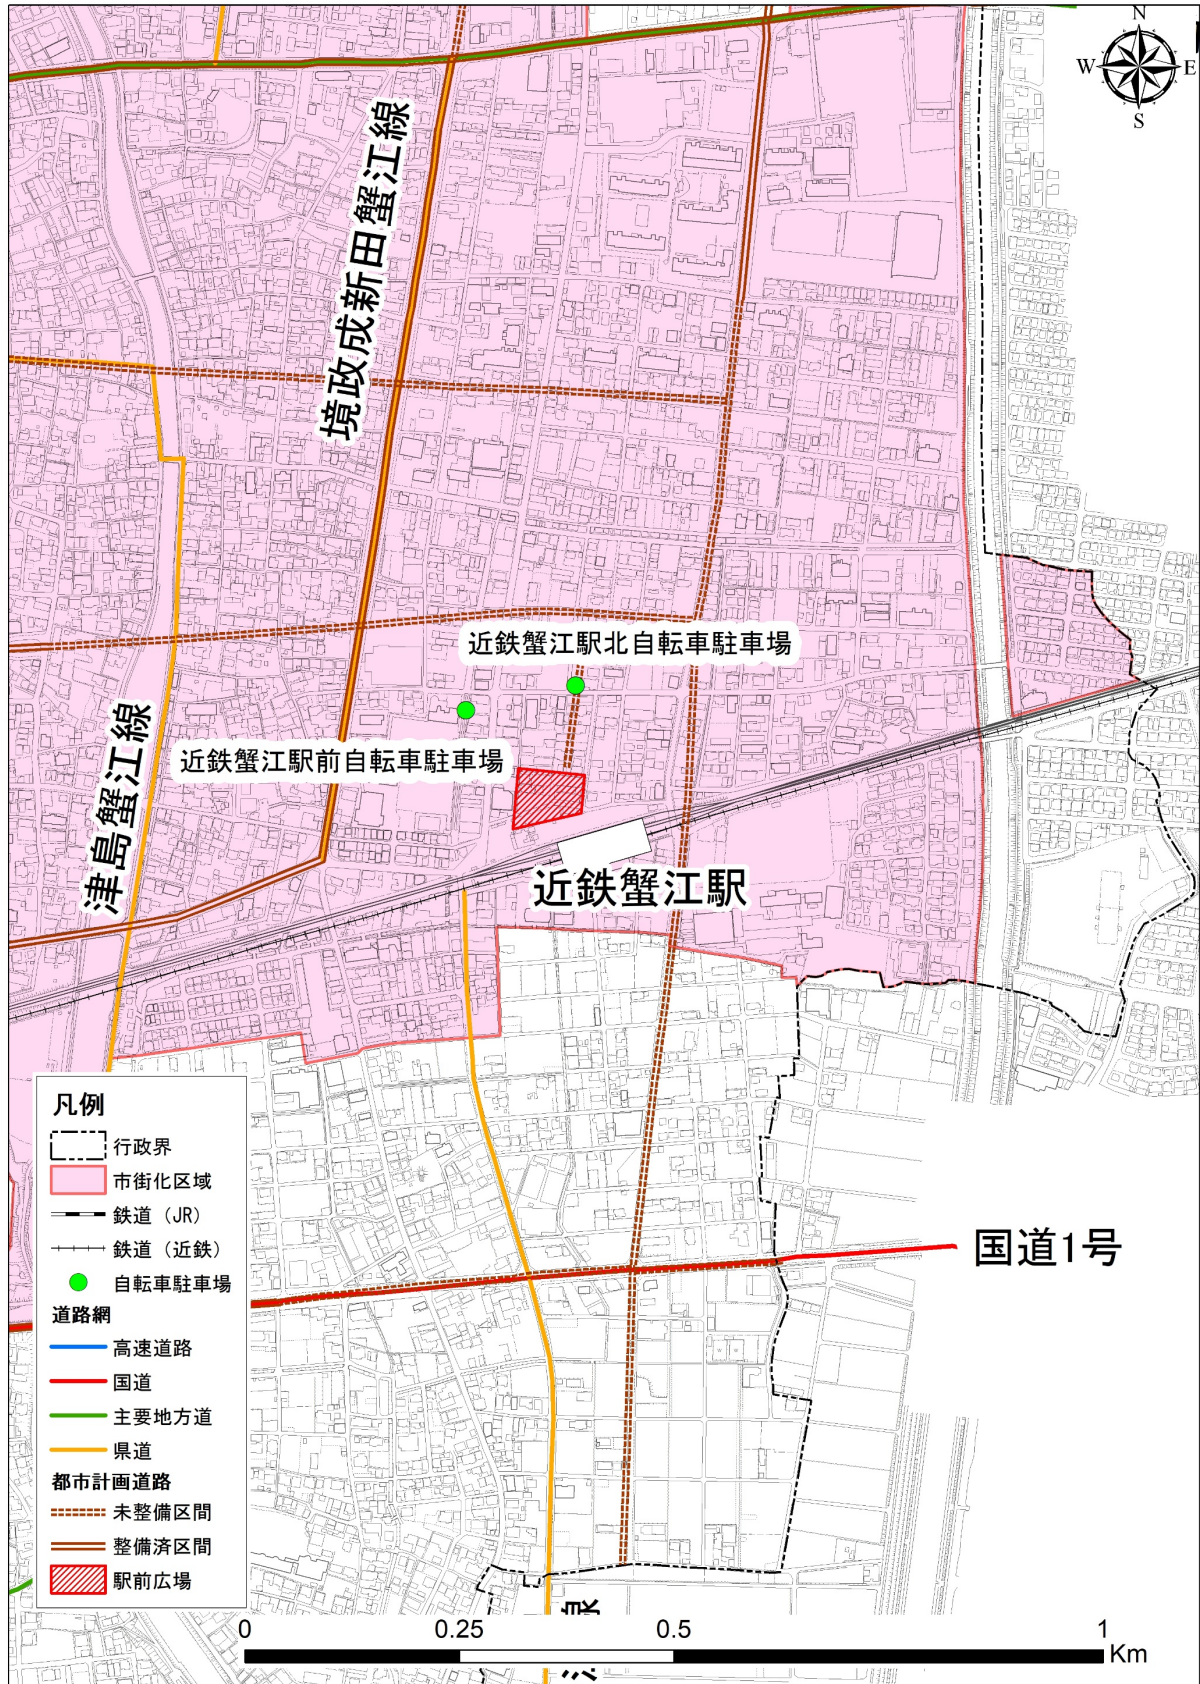 N
W
E
S
境政成新田蟹江線
近鉄蟹江駅北自転車駐車場
近鉄蟹江駅前自転車駐車場
津島蟹江線
近鉄蟹江駅
国道1号
凡例
行政界
市街化区域
鉄道（JR）
鉄道（近鉄）
自転車駐車場
道路網
高速道路
国道
主要地方道
県道
都市計画道路
未整備区間
整備済区間
駅前広場
0
0.25
0.5
1
Km